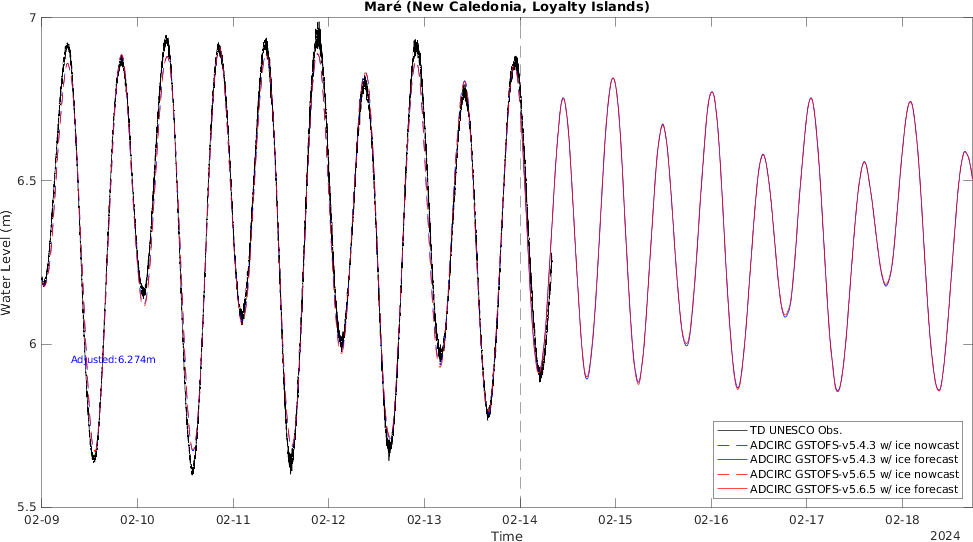 Maré (New Caledonia, Loyalty Islands)
7
6.5
6
5.5
Water Level (m)
Adjusted:6.274m
TD UNESCO Obs.
ADCIRC GSTOFS-v5.4.3 w/ ice nowcast
ADCIRC GSTOFS-v5.4.3 w/ ice forecast
ADCIRC GSTOFS-v5.6.5 w/ ice nowcast
ADCIRC GSTOFS-v5.6.5 w/ ice forecast
02-09 02-10 02-11 02-12 02-13 02-14 02-15 02-16 02-17 02-18
Time
2024